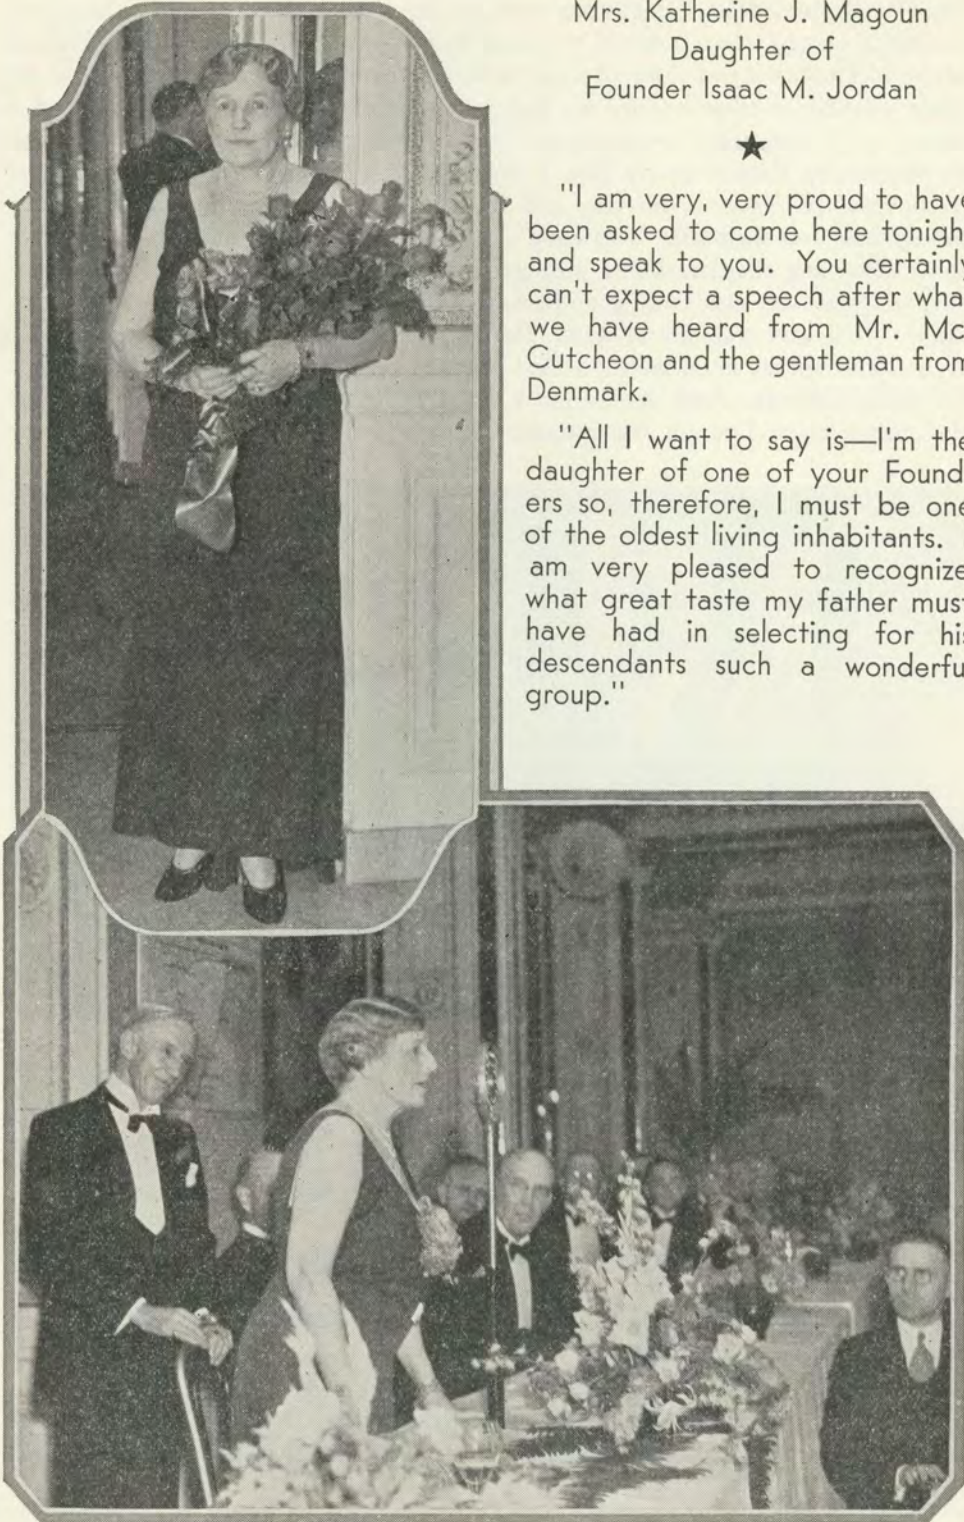 Mrs. Katherine J. Magoun
Daughter of
Founder Isaac M. Jordan
"I am very, very proud to have
been asked to come here tonigh
and speak to you. You certainly
can't expect a speech after wha
we have heard from Mr. Mc-
Cutcheon and the gentleman from
Denmark.
"All I want to say is—I'm the
daughter of one of your Found-
ers so, therefore, I must be one
of the oldest living inhabitants.
am very pleased to recognize
what great taste my father must
have had in selecting for his
descendants such a wonderfu
group."